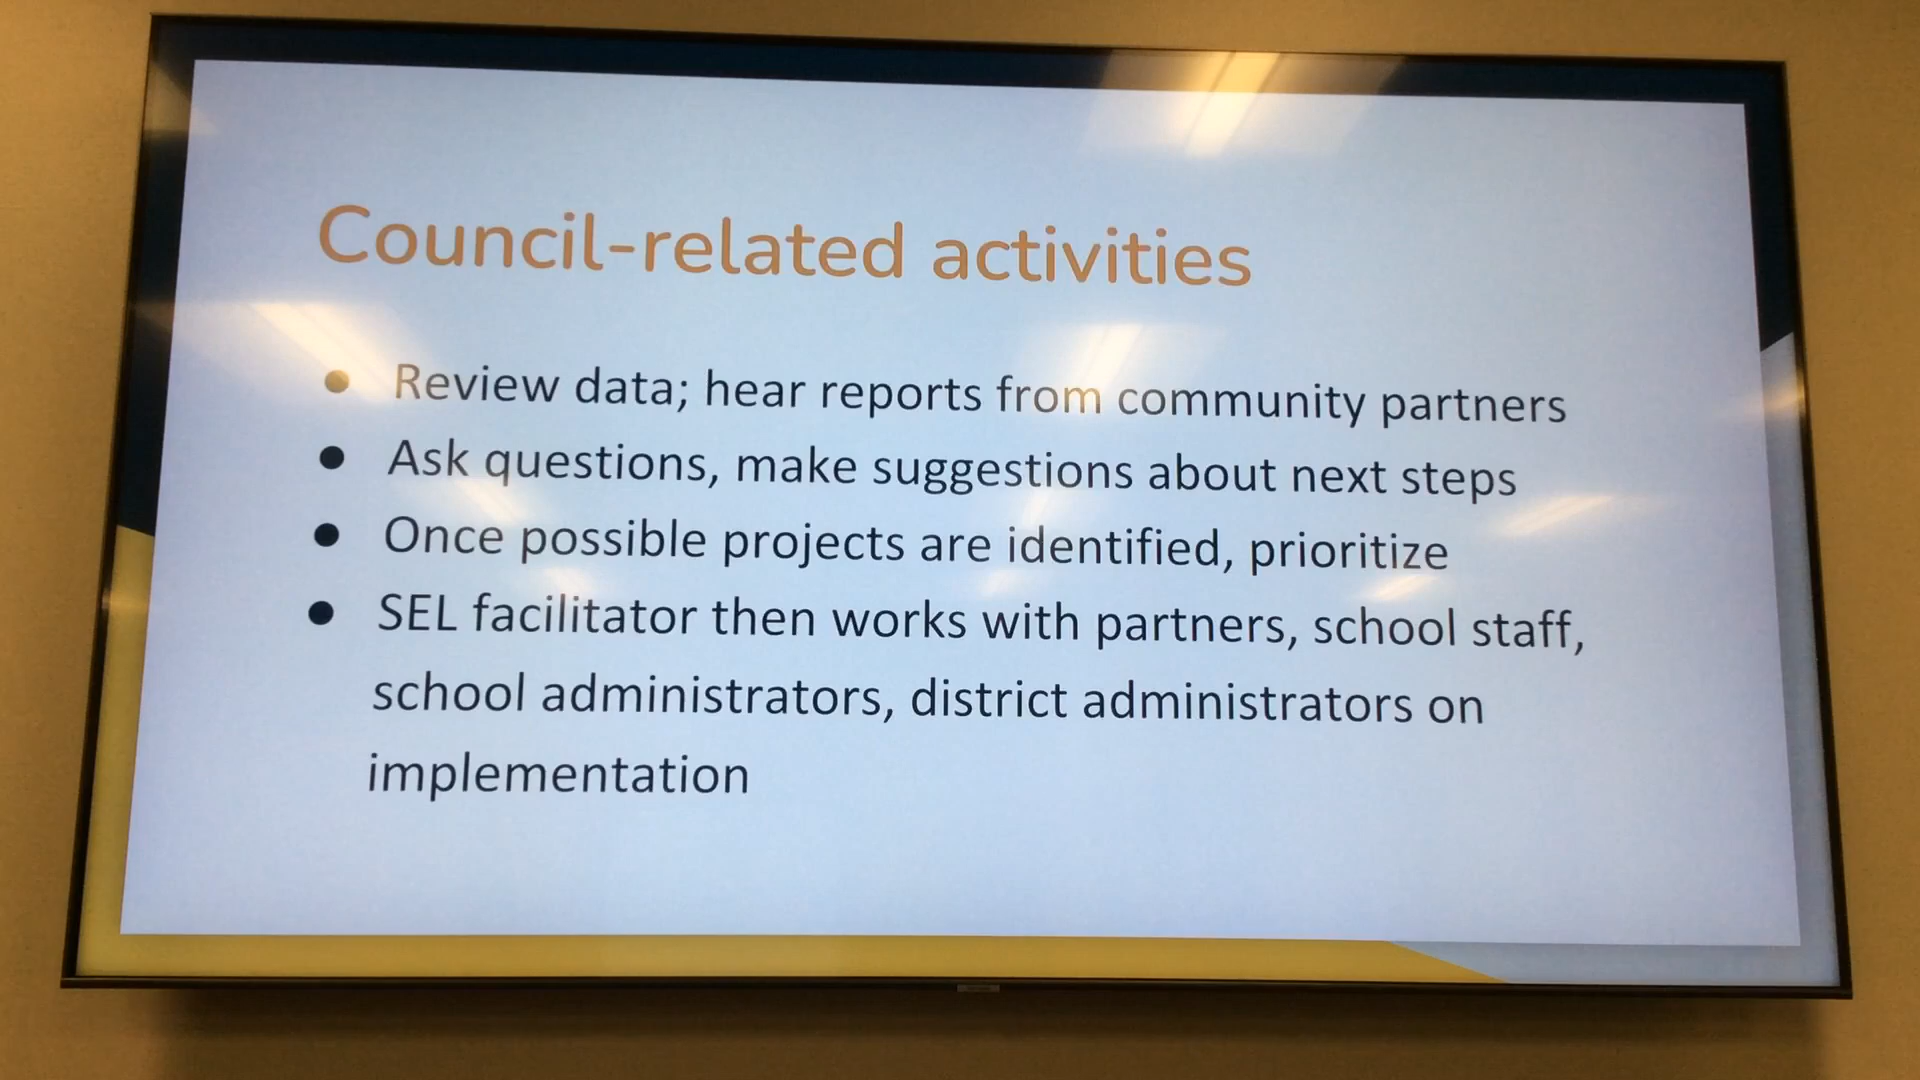 Council-related activities
● Review data; hear reports from community partners
● Ask questions, make suggestions about next steps
● Once possible projects are identified, prioritize
● SEL facilitator then works with partners, school staff,
school administrators, district administrators on
implementation